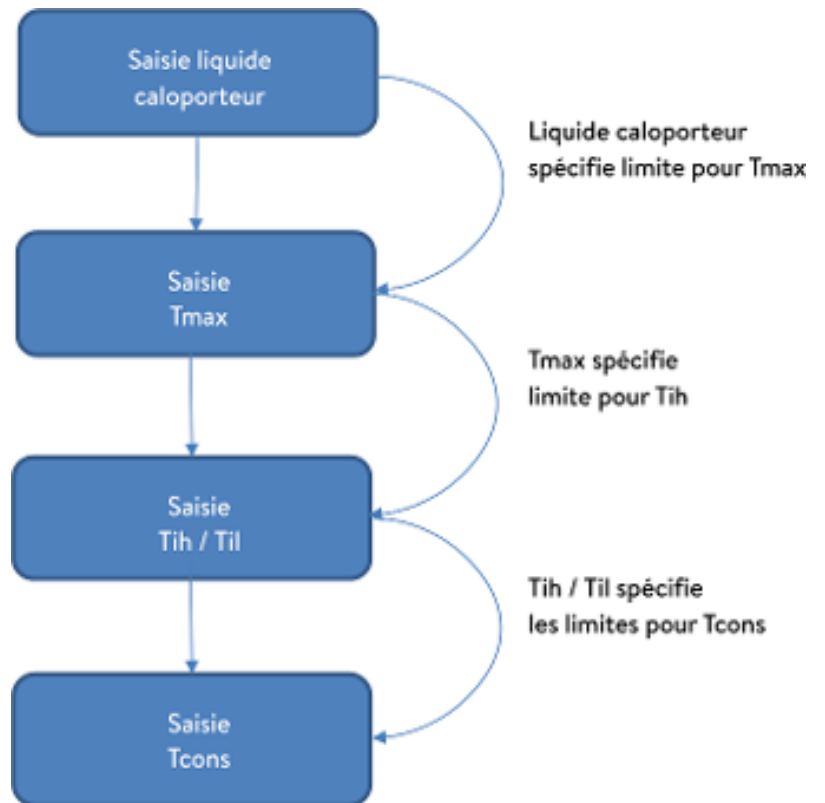 Saisie liquide
caloporteur
Liquide caloporteur
spécifie limite pour Tmax
Saisie
Tmax
Tmax spécifie
limite pour Tih
Saisie
Tih / Til
Tih / Til spécifie
les limites pour Tcons
Saisie
Tcons